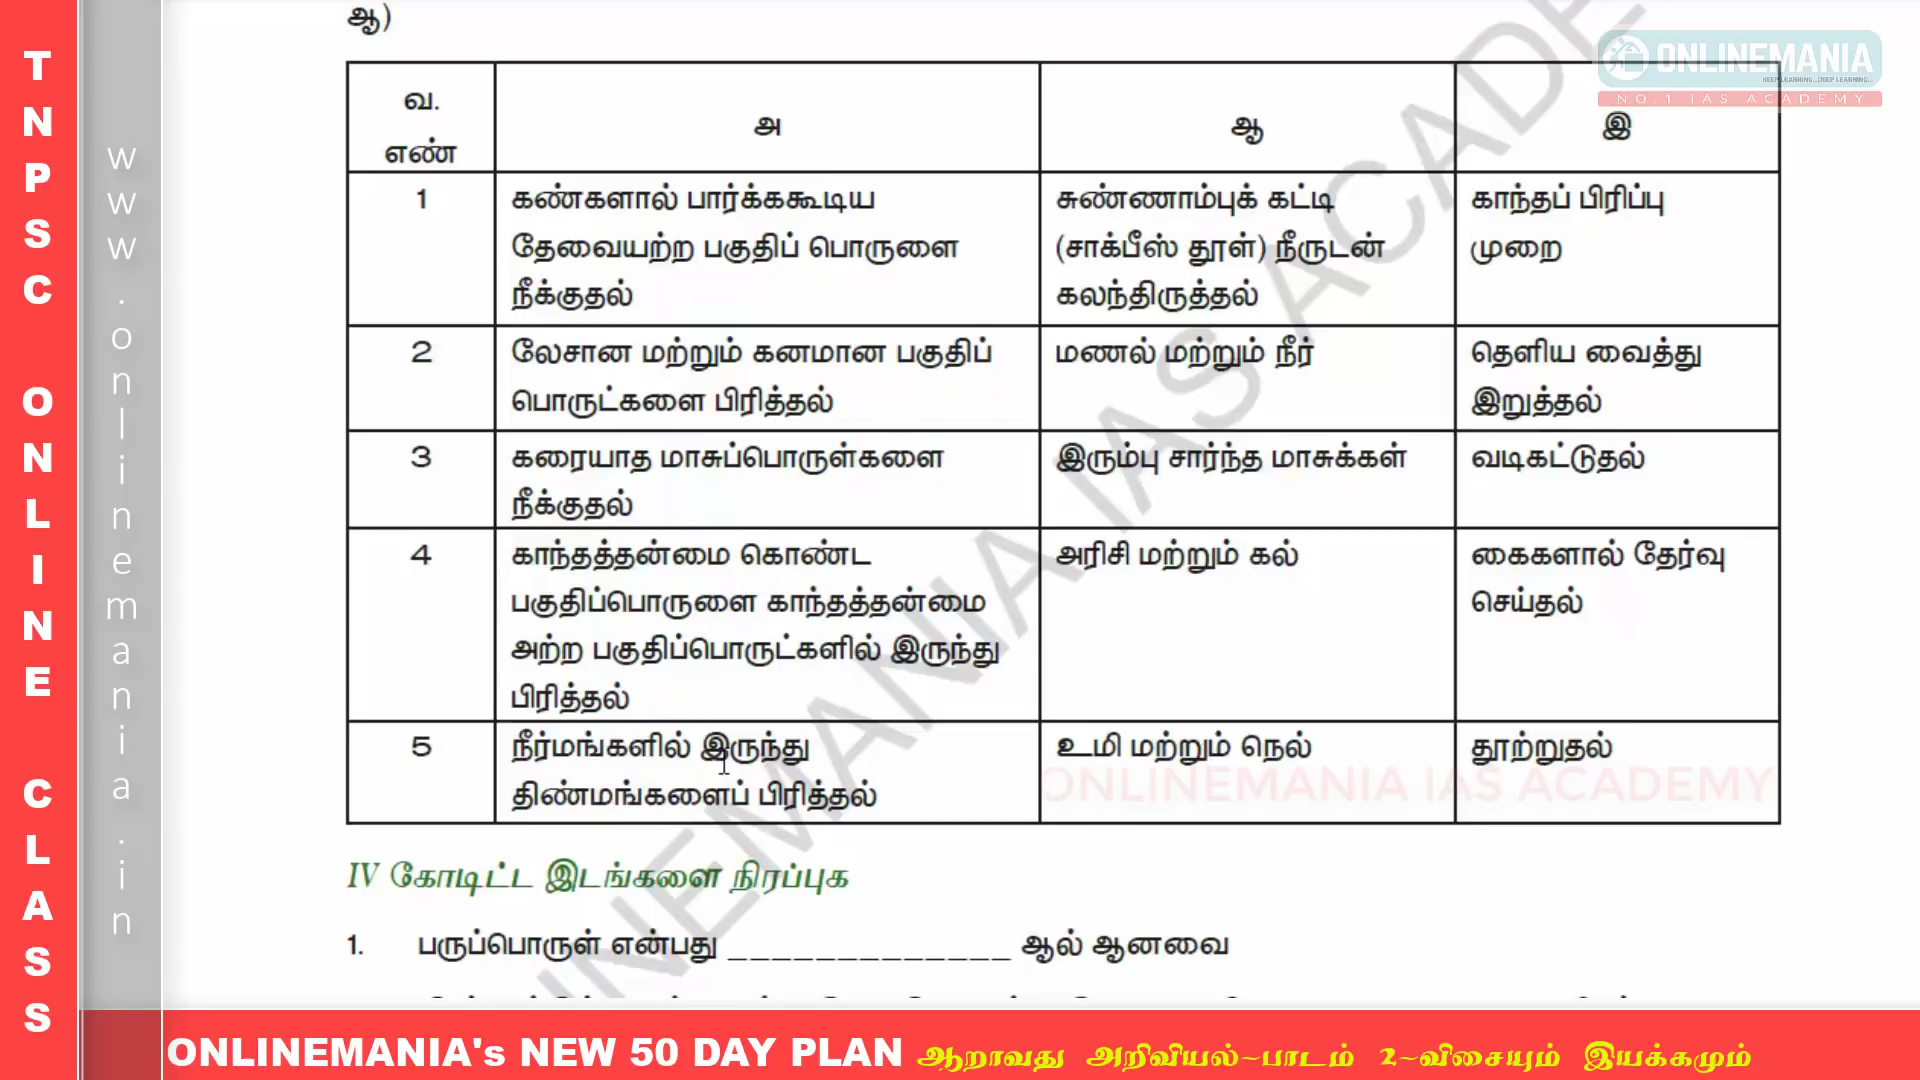 TNPSC ONLINE CLASS
www.onlinemania.in
ஆ)
ONLINEMANIA
KEEP LEARNING...DEEP LEARNING...
NO.1 IAS ACADEMY
வ.
எண்
அ
ஆ
இ
1
கண்களால் பார்க்ககூடிய
தேவையற்ற பகுதிப் பொருளை
நீக்குதல்
சுண்ணாம்புக் கட்டி
(சாக்பீஸ் தூள்) நீருடன்
கலந்திருத்தல்
காந்தப் பிரிப்பு
முறை
2
லேசான மற்றும் கனமான பகுதிப்
பொருட்களை பிரித்தல்
மணல் மற்றும் நீர்
தெளிய வைத்து
இறுத்தல்
3
கரையாத மாசுப்பொருள்களை
நீக்குதல்
இரும்பு சார்ந்த மாசுக்கள்
வடிகட்டுதல்
4
காந்தத்தன்மை கொண்ட
பகுதிப்பொருளை காந்தத்தன்மை
அற்ற பகுதிப்பொருட்களில் இருந்து
பிரித்தல்
அரிசி மற்றும் கல்
கைகளால் தேர்வு
செய்தல்
5
நீர்மங்களில் இருந்து
திண்மங்களைப் பிரித்தல்
உமி மற்றும் நெல்
தூற்றுதல்
ONLINEMANIA IAS ACADEMY
IV கோடிட்ட இடங்களை நிரப்புக
1. பருப்பொருள் என்பது _____________ ஆல் ஆனவை
ONLINEMANIA's NEW 50 DAY PLAN ஆறாவது அறிவியல்-பாடம் 2-விசையும் இயக்கமும்